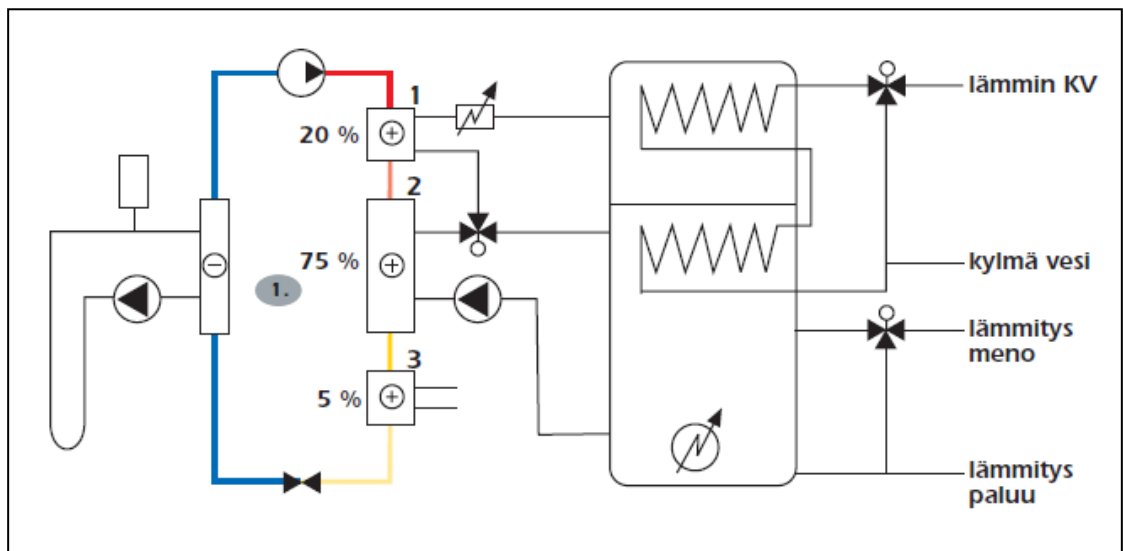 1
20 %
2
75 %
1.
3
5 %
lämmin KV
kylmä vesi
lämmitys
meno
lämmitys
paluu